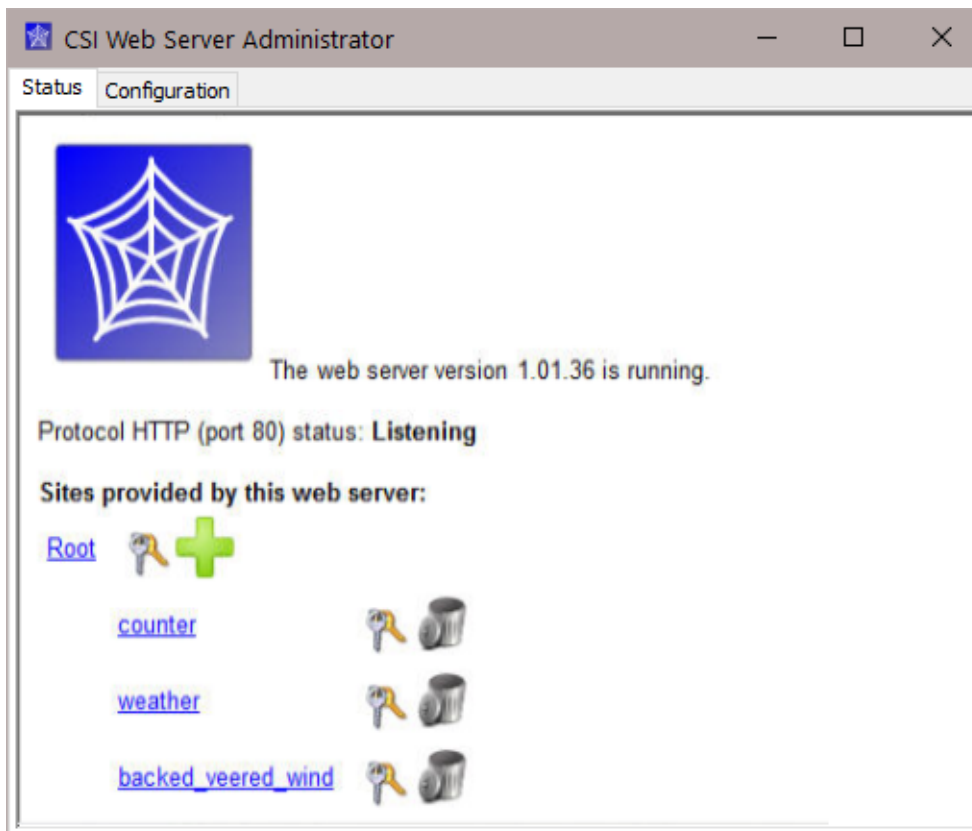 CSI Web Server Administrator
Status Configuration
The web server version 1.01.36 is running.
Protocol HTTP (port 80) status: Listening
Sites provided by this web server:
Root
counter
weather
backed_veered_wind